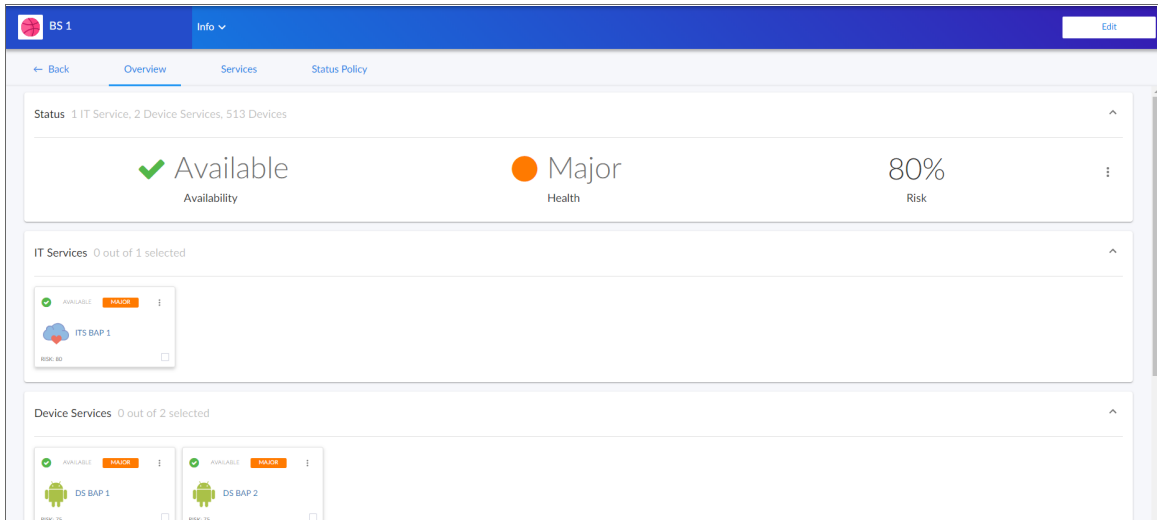 BS 1 Info Edit
← Back Overview Services Status Policy
Status 1 IT Service, 2 Device Services, 513 Devices
Available Major 80%
Availability Health Risk
IT Services 0 out of 1 selected
AVAILABLE MAJOR
ITS BAP 1
RISK: 80
Device Services 0 out of 2 selected
AVAILABLE MAJOR AVAILABLE MAJOR
DS BAP 1 DS BAP 2
RISK: 75